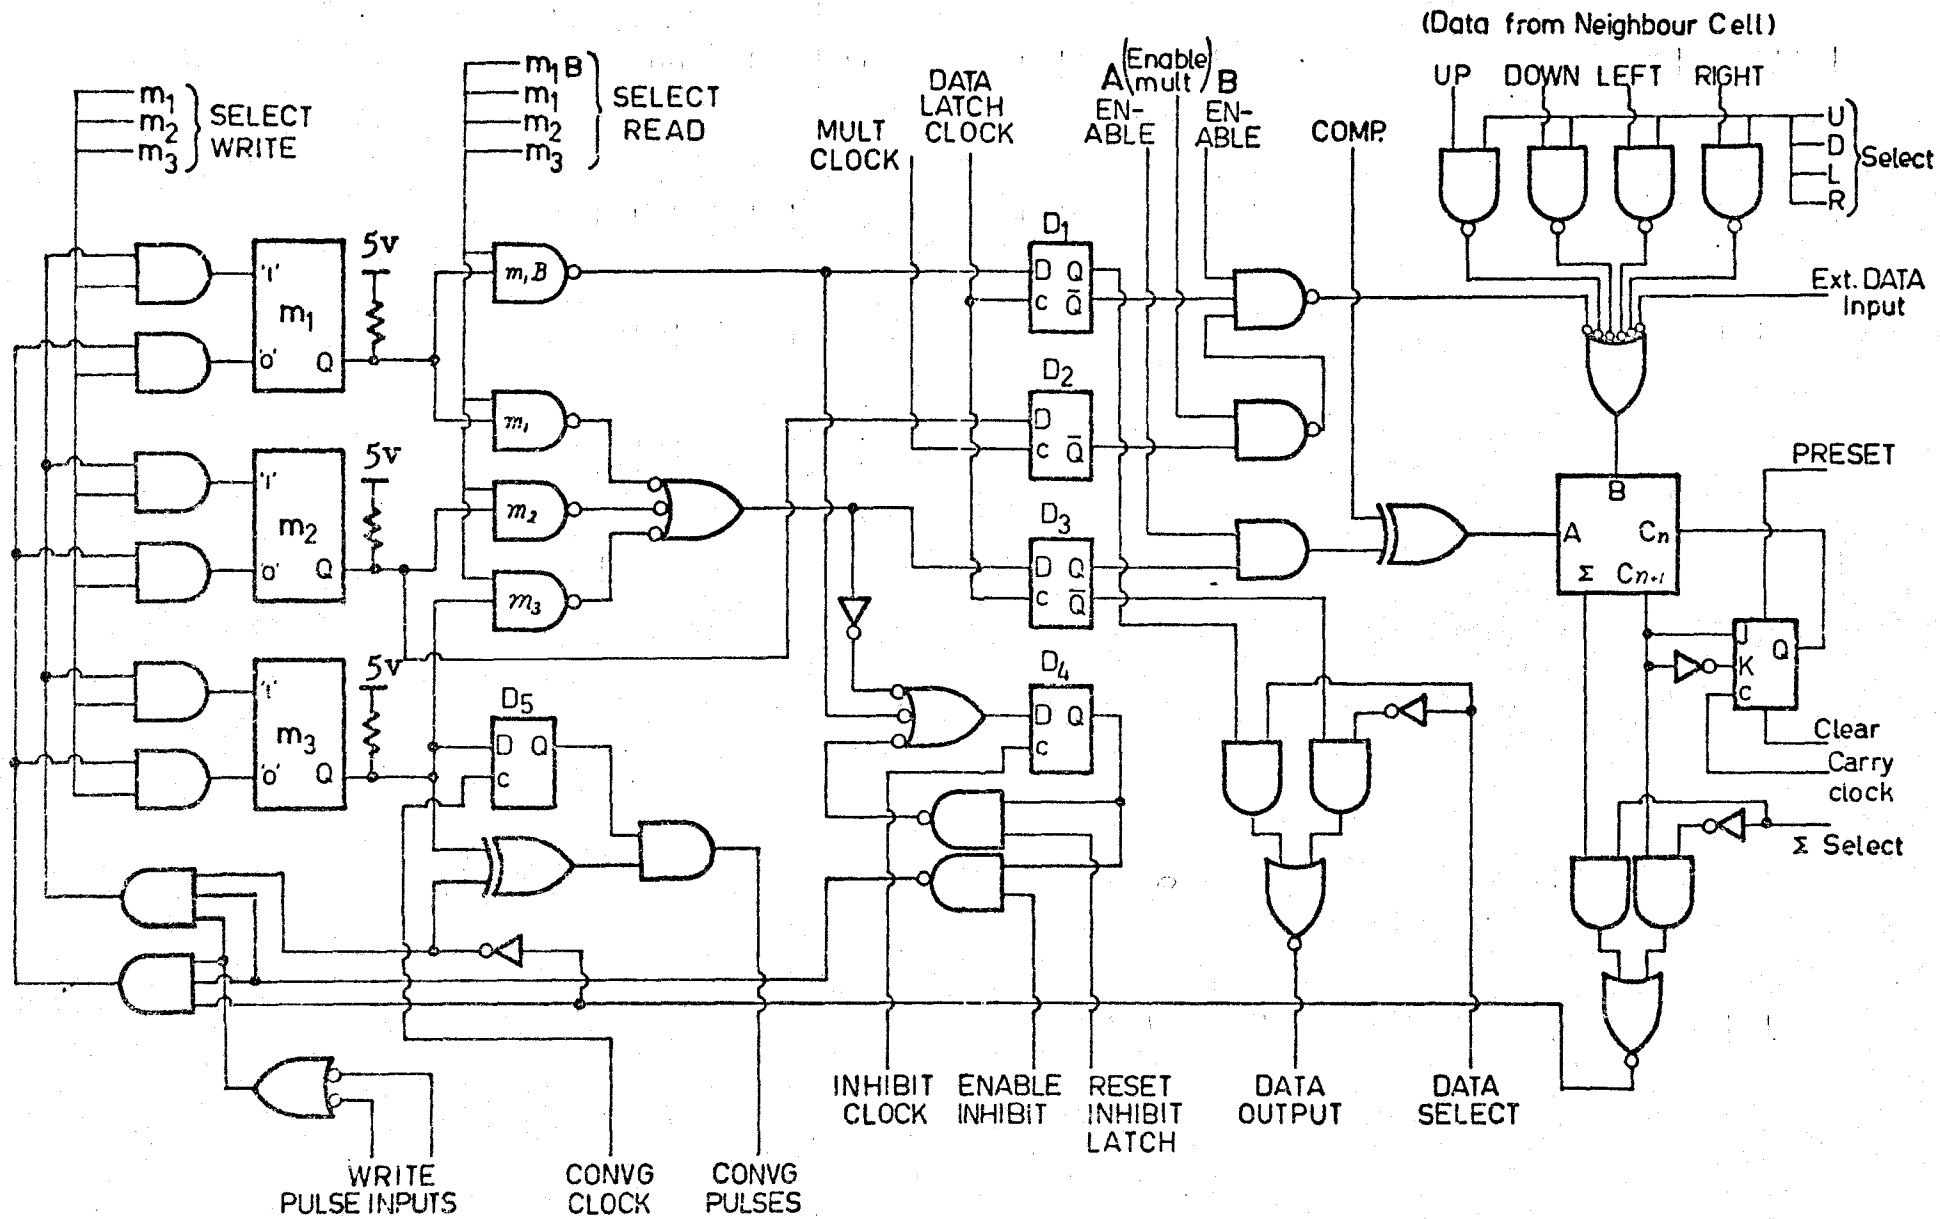 (Data from Neighbour Cell)
UP DOWN LEFT RIGHT
U
D
L
R
Select
Ext. DATA
Input
m1
m2
m3
SELECT
WRITE
m1 B
m1
m2
m3
SELECT
READ
MULT
CLOCK
DATA
LATCH
CLOCK
A (Enable mult) B
EN-
ABLE
EN-
ABLE
COMP.
'1'
m1
'0' Q
5v
m1B
m1
m2
m3
'1'
m2
'0' Q
5v
'1'
m3
'0' Q
5v
D1
D Q
c Q̅
D2
D
c Q̅
D3
D Q
c Q̅
D4
D Q
c
D5
D Q
c
B
A Cn
Σ Cn+1
PRESET
J Q
K
c
Clear
Carry
clock
Σ Select
WRITE
PULSE INPUTS
CONVG
CLOCK
CONVG
PULSES
INHIBIT
CLOCK
ENABLE
INHIBIT
RESET
INHIBIT
LATCH
DATA
OUTPUT
DATA
SELECT